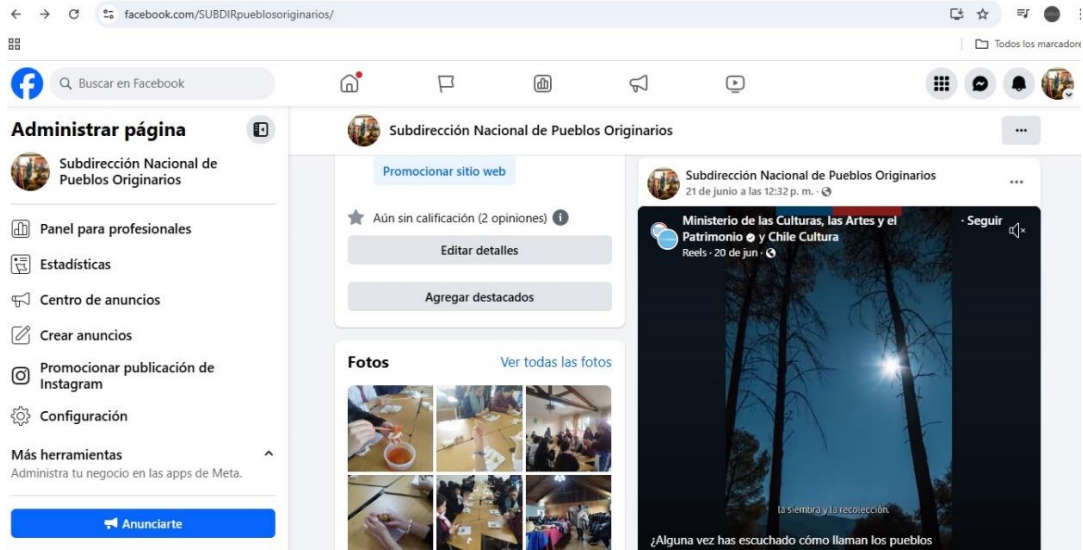 facebook.com/SUBDIRpueblosoriginarios/
Todos los marcadore
Buscar en Facebook
Administrar página
Subdirección Nacional de
Pueblos Originarios
Panel para profesionales
Estadísticas
Centro de anuncios
Crear anuncios
Promocionar publicación de
Instagram
Configuración
Más herramientas
Administra tu negocio en las apps de Meta.
Anunciarte
Subdirección Nacional de Pueblos Originarios
Promocionar sitio web
Aún sin calificación (2 opiniones)
Editar detalles
Agregar destacados
Fotos
Ver todas las fotos
Subdirección Nacional de Pueblos Originarios
21 de junio a las 12:32 p. m. ·
Ministerio de las Culturas, las Artes y el
Patrimonio y Chile Cultura
· Seguir
Reels · 20 de jun ·
la siembra y la recolección.
¿Alguna vez has escuchado cómo llaman los pueblos